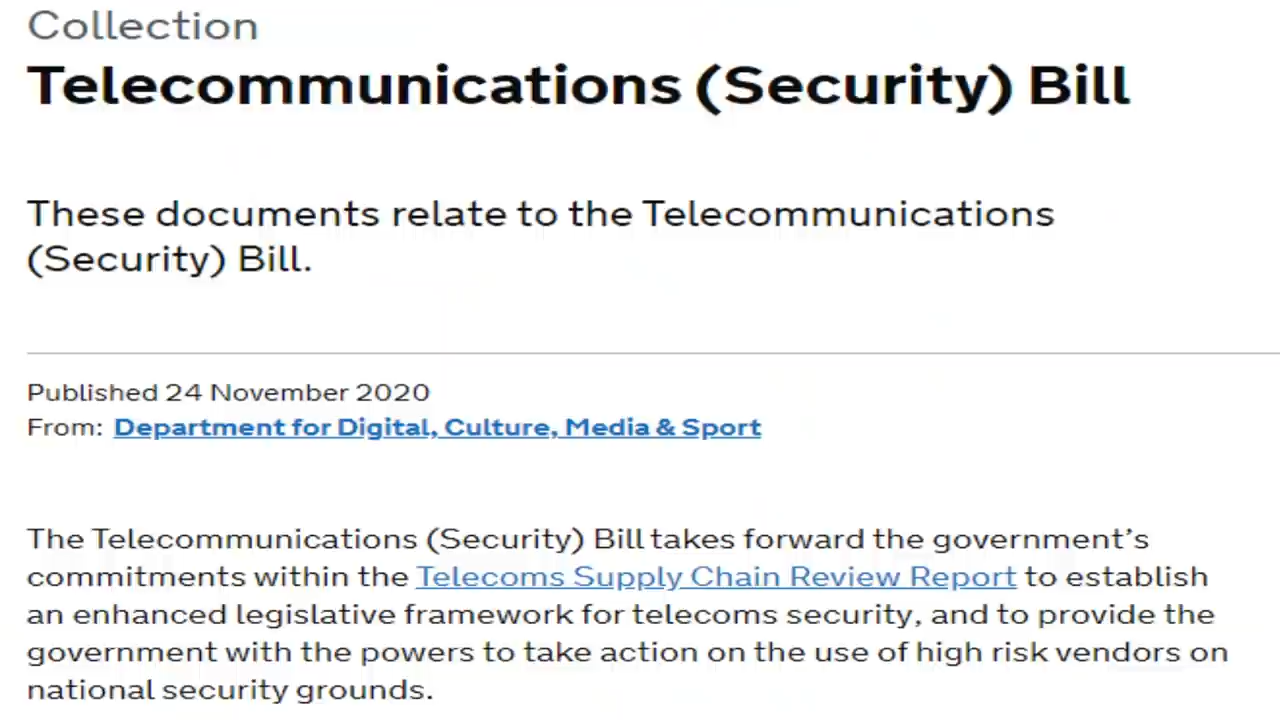 Collection
Telecommunications (Security) Bill
These documents relate to the Telecommunications
(Security) Bill.
Published 24 November 2020
From: Department for Digital, Culture, Media & Sport
The Telecommunications (Security) Bill takes forward the government’s
commitments within the Telecoms Supply Chain Review Report to establish
an enhanced legislative framework for telecoms security, and to provide the
government with the powers to take action on the use of high risk vendors on
national security grounds.